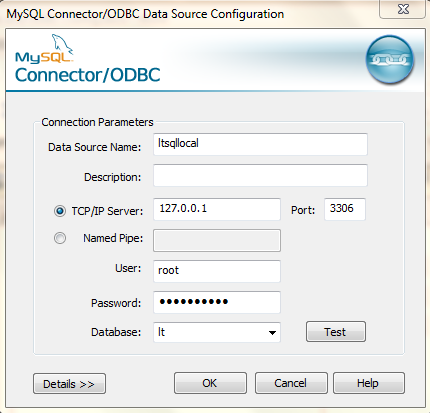 MySQL Connector/ODBC Data Source Configuration
MySQL
Connector/ODBC
Connection Parameters
Data Source Name: ltsqllocal
Description:
TCP/IP Server: 127.0.0.1 Port: 3306
Named Pipe:
User: root
Password: ••••••••••
Database: lt Test
Details >> OK Cancel Help